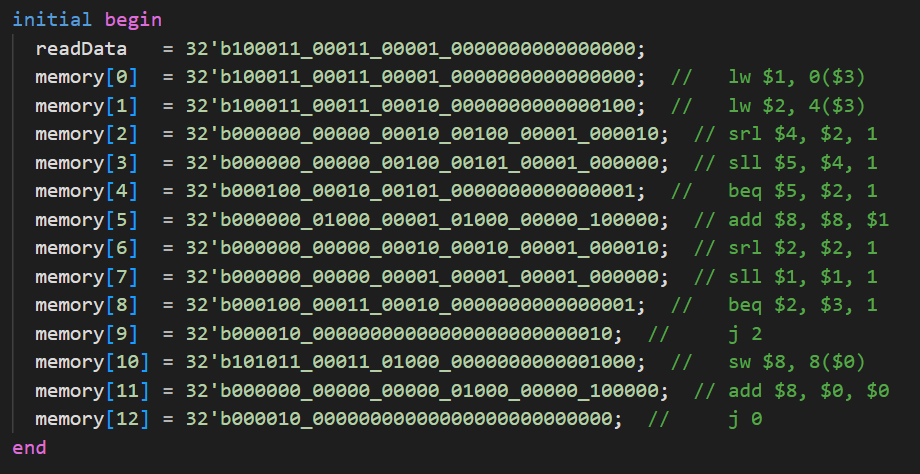 initial begin
readData = 32'b100011_00011_00001_0000000000000000;
memory[0] = 32'b100011_00011_00001_0000000000000000; // lw $1, 0($3)
memory[1] = 32'b100011_00011_00010_0000000000000100; // lw $2, 4($3)
memory[2] = 32'b000000_00000_00010_00100_00001_000010; // srl $4, $2, 1
memory[3] = 32'b000000_00000_00100_00101_00001_000000; // sll $5, $4, 1
memory[4] = 32'b000100_00010_00101_0000000000000001; // beq $5, $2, 1
memory[5] = 32'b000000_01000_00001_01000_00000_100000; // add $8, $8, $1
memory[6] = 32'b000000_00000_00010_00010_00001_000010; // srl $2, $2, 1
memory[7] = 32'b000000_00000_00001_00001_00001_000000; // sll $1, $1, 1
memory[8] = 32'b000100_00011_00010_0000000000000001; // beq $2, $3, 1
memory[9] = 32'b000010_00000000000000000000000010; // j 2
memory[10] = 32'b101011_00011_01000_0000000000001000; // sw $8, 8($0)
memory[11] = 32'b000000_00000_00000_01000_00000_100000; // add $8, $0, $0
memory[12] = 32'b000010_00000000000000000000000000; // j 0
end